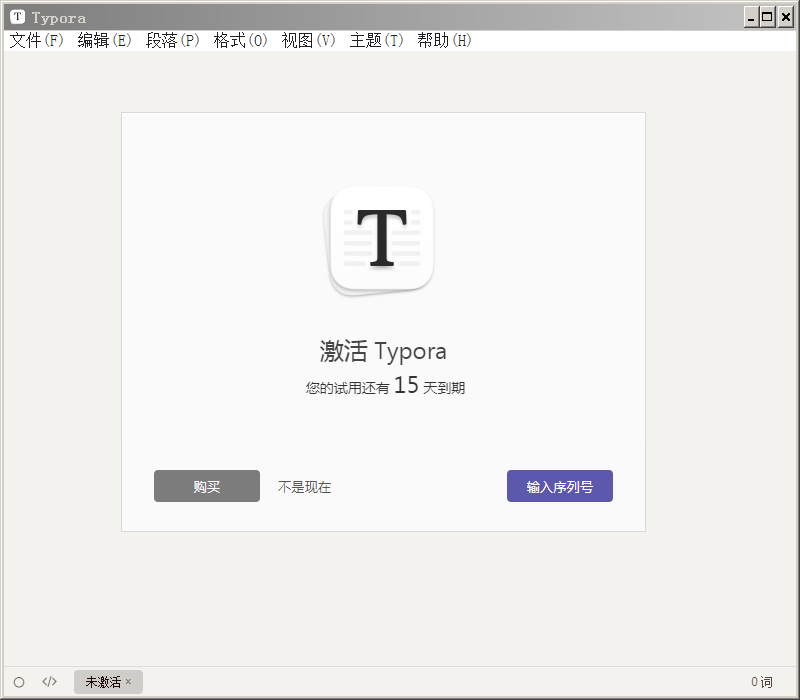 Typora
文件(F) 编辑(E) 段落(P) 格式(O) 视图(V) 主题(T) 帮助(H)
T
激活 Typora
您的试用还有 15 天到期
购买 不是现在 输入序列号
</> 未激活 × 0 词